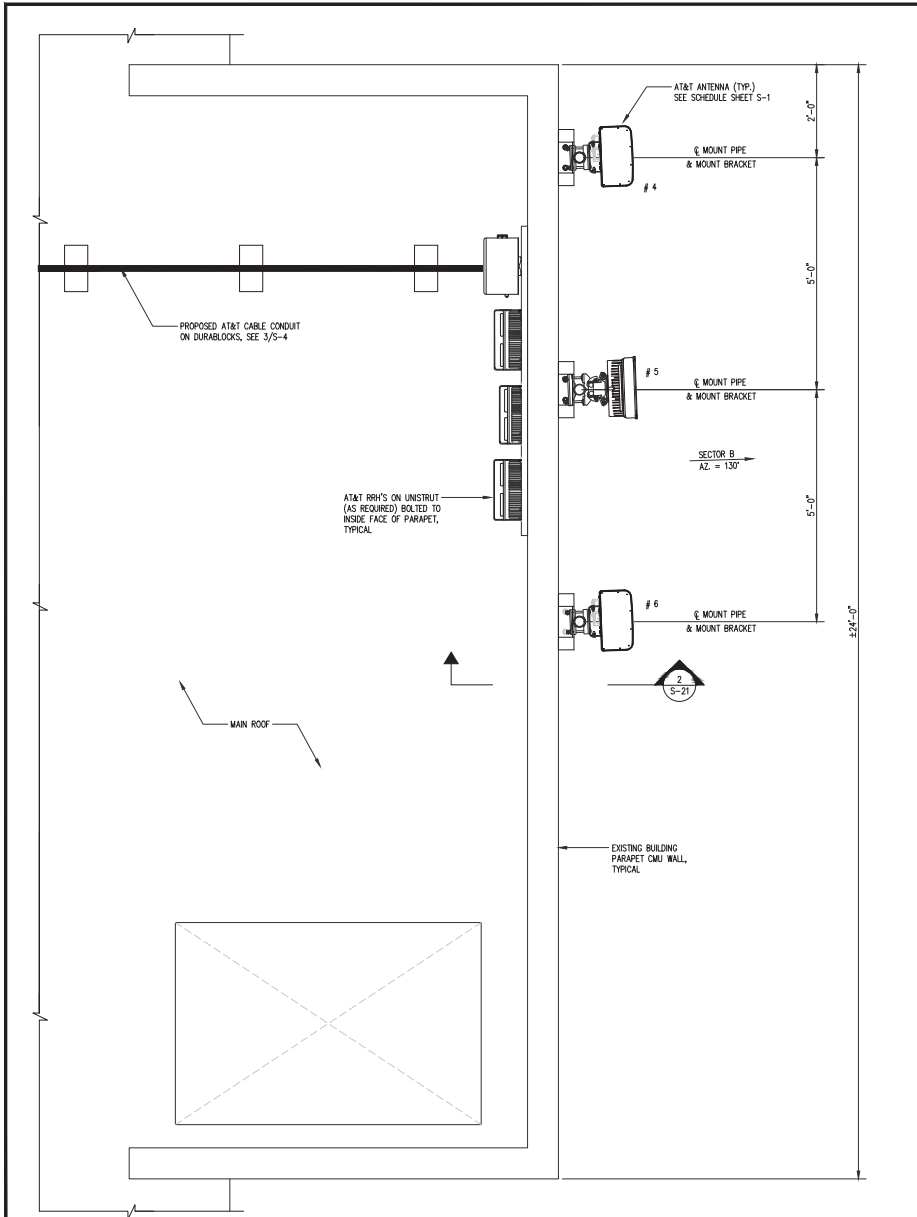 AT&T ANTENNA (TYP.)
SEE SCHEDULE SHEET S-1
2'-0"
℄ MOUNT PIPE
& MOUNT BRACKET
# 4
5'-0"
PROPOSED AT&T CABLE CONDUIT
ON DURABLOCKS, SEE 3/S-4
# 5
℄ MOUNT PIPE
& MOUNT BRACKET
SECTOR B
AZ. = 130°
AT&T RRH'S ON UNISTRUT
(AS REQUIRED) BOLTED TO
INSIDE FACE OF PARAPET,
TYPICAL
5'-0"
# 6
℄ MOUNT PIPE
& MOUNT BRACKET
±24'-0"
2
S-21
MAIN ROOF
EXISTING BUILDING
PARAPET CMU WALL,
TYPICAL